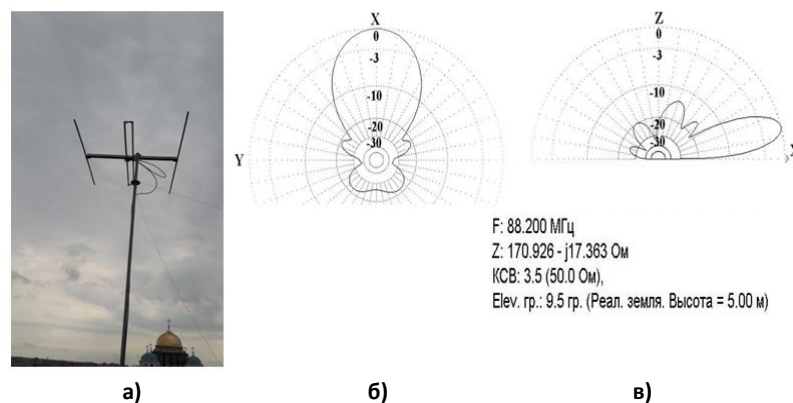 X
0
-3
-10
-20
-30
Y
Z
0
-3
-10
-20
-30
X
F: 88.200 МГц
Z: 170.926 - j17.363 Ом
КСВ: 3.5 (50.0 Ом),
Elev. гр.: 9.5 гр. (Реал. земля. Высота = 5.00 м)
а)
б)
в)